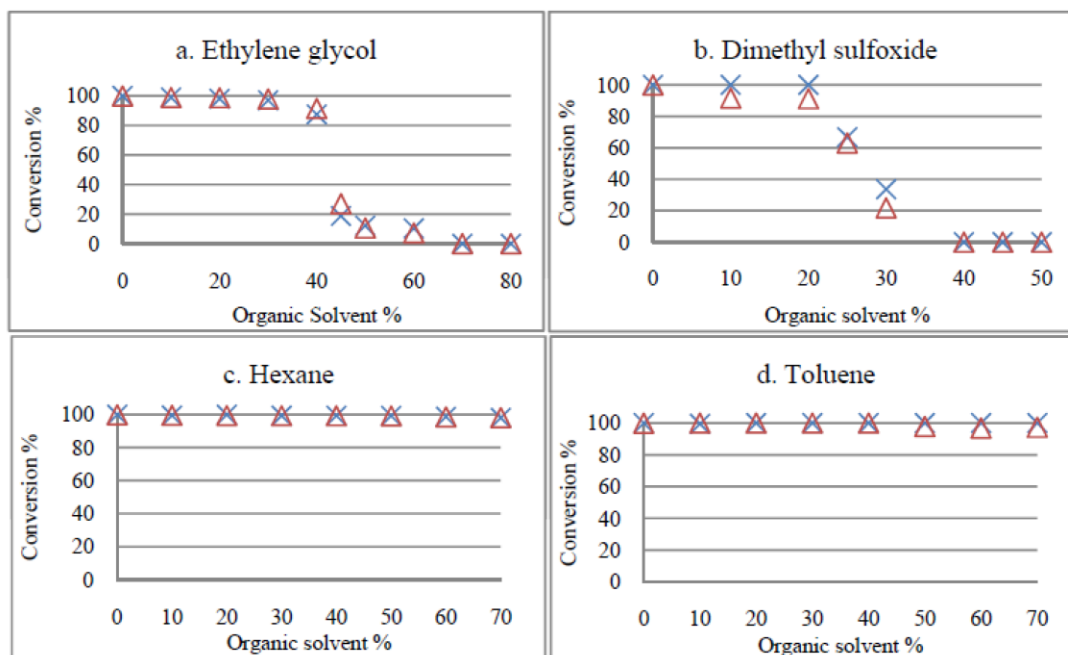 a. Ethylene glycol
Conversion %
100
80
60
40
20
0
0 10 20 30 40 50 60 70 80
Organic Solvent %
b. Dimethyl sulfoxide
Conversion %
100
80
60
40
20
0
0 10 20 30 40 50
Organic solvent %
c. Hexane
Conversion %
100
80
60
40
20
0
0 10 20 30 40 50 60 70
Organic solvent %
d. Toluene
Conversion %
100
80
60
40
20
0
0 10 20 30 40 50 60 70
Organic solvent %